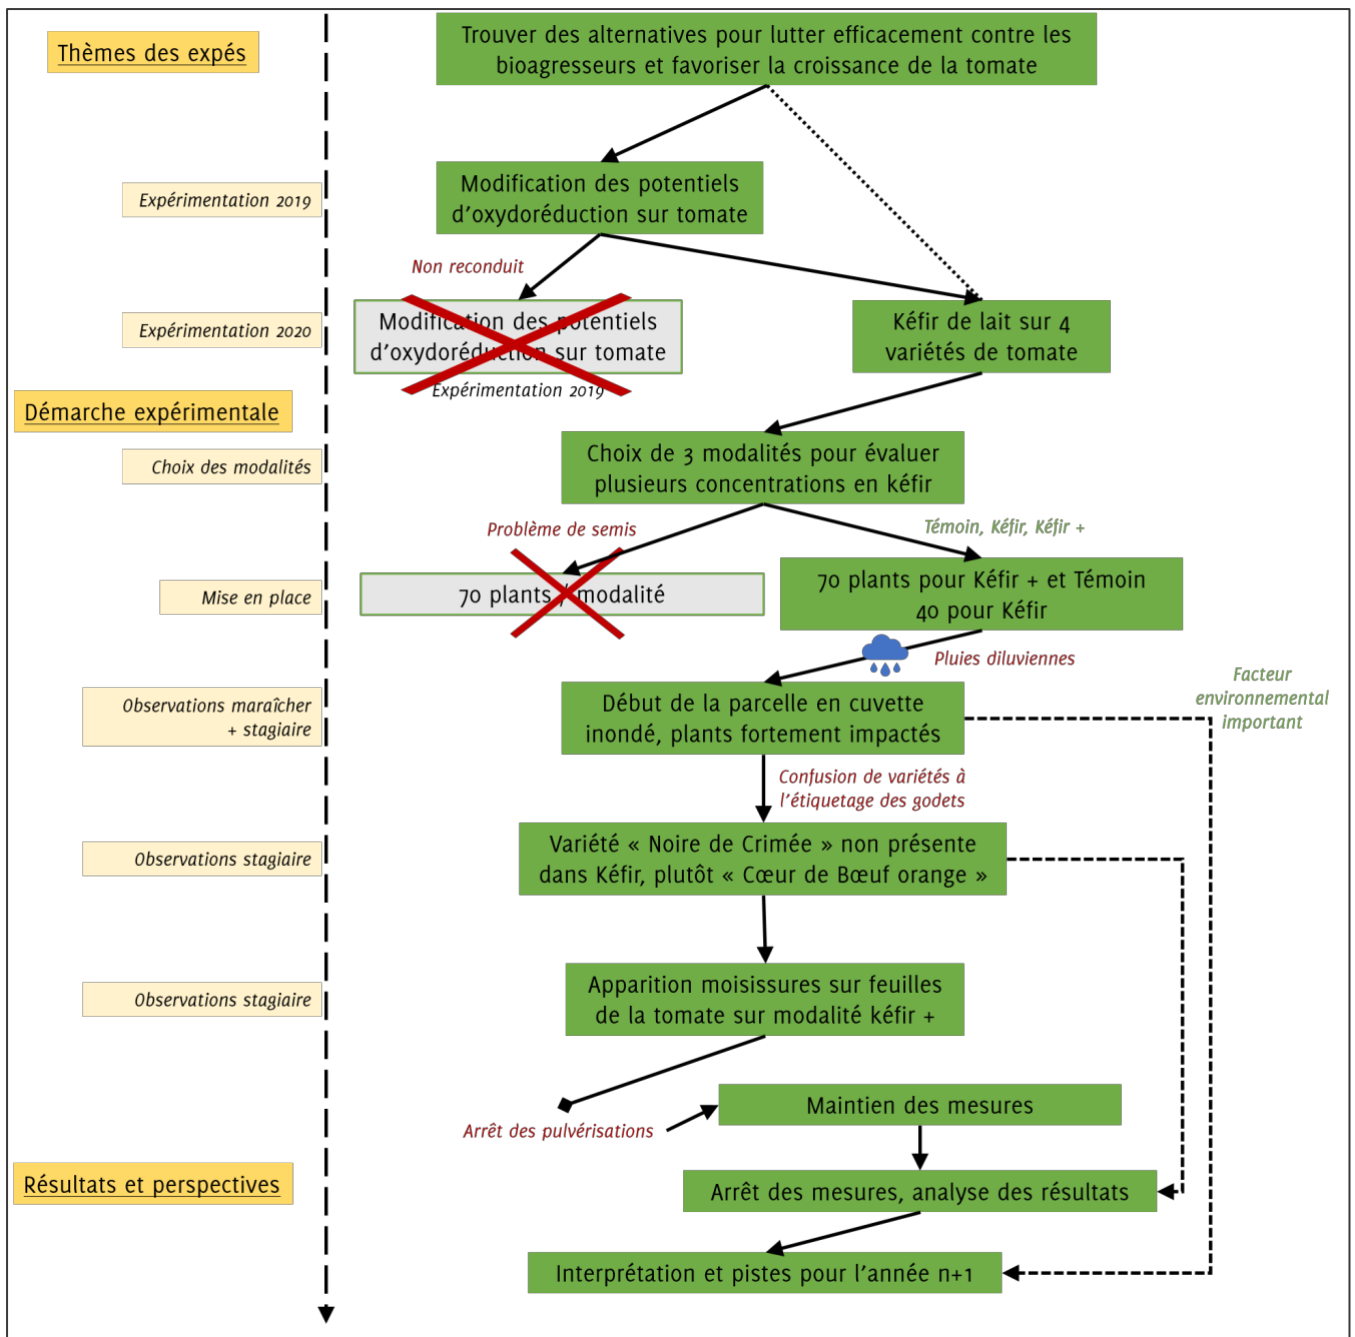 Thèmes des expés
Trouver des alternatives pour lutter efficacement contre les
bioagresseurs et favoriser la croissance de la tomate
Expérimentation 2019
Modification des potentiels
d'oxydoréduction sur tomate
Non reconduit
Expérimentation 2020
Modification des potentiels
d'oxydoréduction sur tomate
Expérimentation 2019
Kéfir de lait sur 4
variétés de tomate
Démarche expérimentale
Choix des modalités
Choix de 3 modalités pour évaluer
plusieurs concentrations en kéfir
Problème de semis
Témoin, Kéfir, Kéfir +
Mise en place
70 plants / modalité
70 plants pour Kéfir + et Témoin
40 pour Kéfir
Pluies diluviennes
Facteur
environnemental
important
Observations maraîcher
+ stagiaire
Début de la parcelle en cuvette
inondé, plants fortement impactés
Confusion de variétés à
l'étiquetage des godets
Observations stagiaire
Variété « Noire de Crimée » non présente
dans Kéfir, plutôt « Cœur de Bœuf orange »
Observations stagiaire
Apparition moisissures sur feuilles
de la tomate sur modalité kéfir +
Arrêt des pulvérisations
Maintien des mesures
Résultats et perspectives
Arrêt des mesures, analyse des résultats
Interprétation et pistes pour l'année n+1